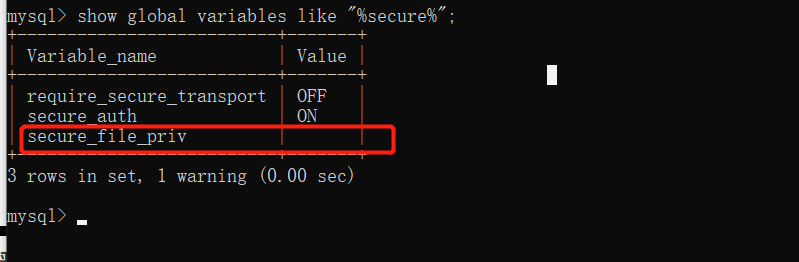 mysql> show global variables like "%secure%";
+--------------------------+-------+
| Variable_name            | Value |
+--------------------------+-------+
| require_secure_transport | OFF   |
| secure_auth              | ON    |
| secure_file_priv         |       |
+--------------------------+-------+
3 rows in set, 1 warning (0.00 sec)
mysql>